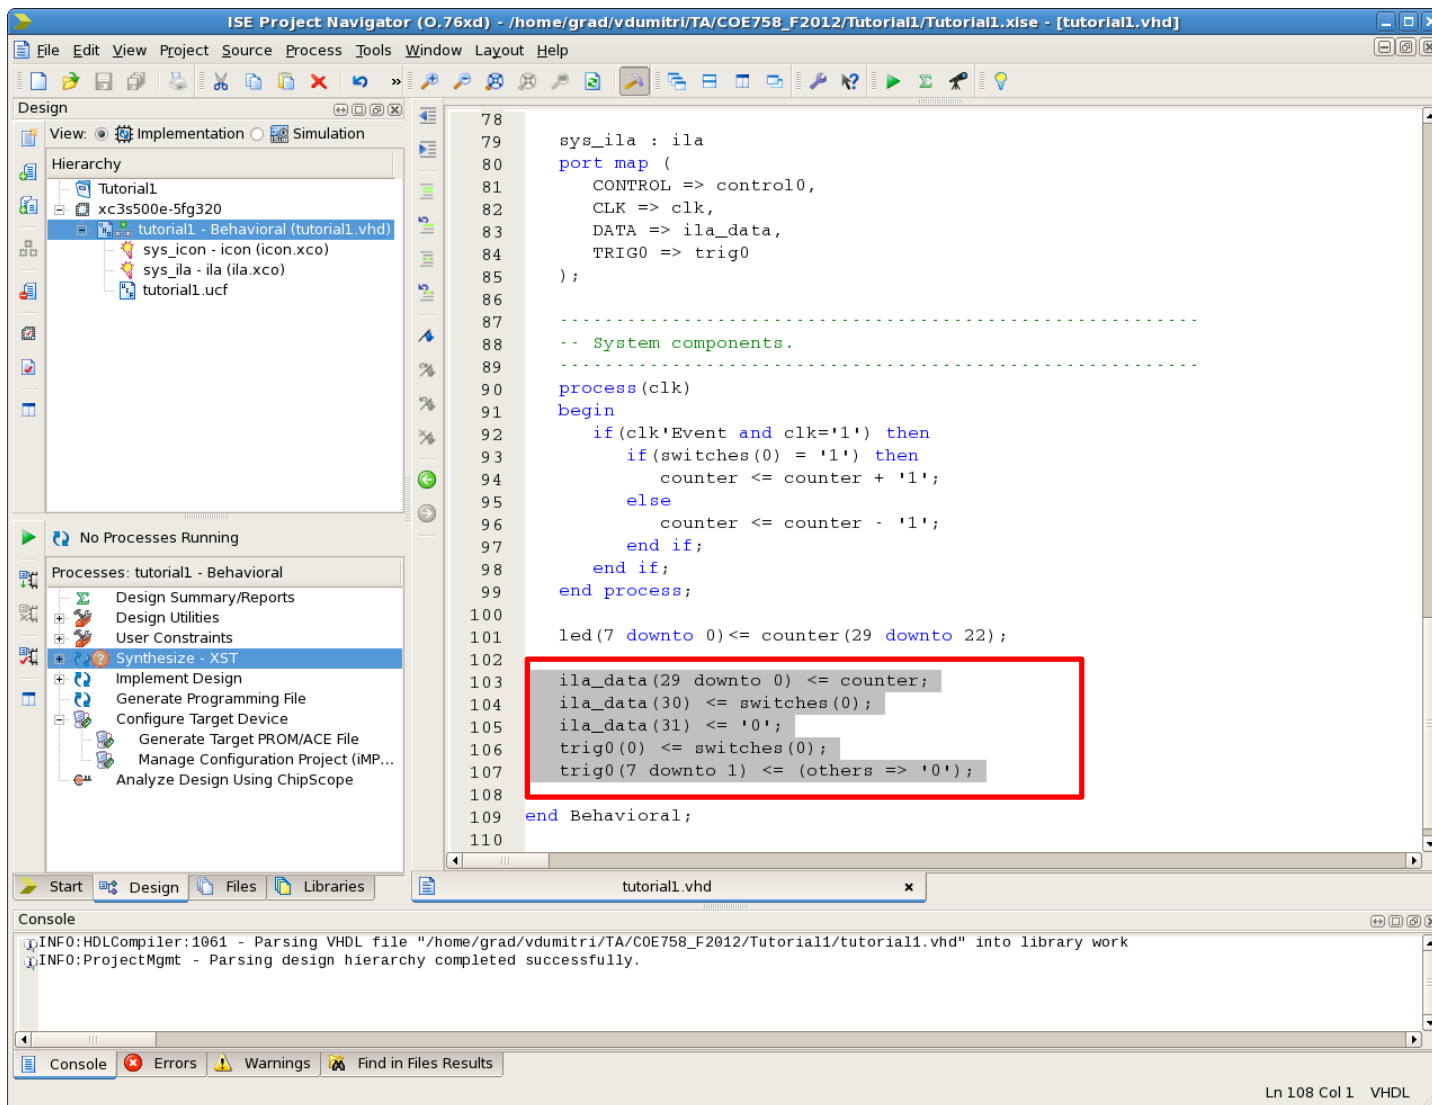 ISE Project Navigator (O.76xd) - /home/grad/vdumitri/TA/COE758_F2012/Tutorial1/Tutorial1.xise - [tutorial1.vhd]
File Edit View Project Source Process Tools Window Layout Help
Design
View: Implementation Simulation
Hierarchy
Tutorial1
xc3s500e-5fg320
tutorial1 - Behavioral (tutorial1.vhd)
sys_icon - icon (icon.xco)
sys_ila - ila (ila.xco)
tutorial1.ucf
No Processes Running
Processes: tutorial1 - Behavioral
Design Summary/Reports
Design Utilities
User Constraints
Synthesize - XST
Implement Design
Generate Programming File
Configure Target Device
Generate Target PROM/ACE File
Manage Configuration Project (iMP...
Analyze Design Using ChipScope
Start Design Files Libraries
78
79 sys_ila : ila
80 port map (
81 CONTROL => control0,
82 CLK => clk,
83 DATA => ila_data,
84 TRIG0 => trig0
85 );
86
87 ---------------------------------------------------------
88 -- System components.
89 ---------------------------------------------------------
90 process(clk)
91 begin
92 if(clk'Event and clk='1') then
93 if(switches(0) = '1') then
94 counter <= counter + '1';
95 else
96 counter <= counter - '1';
97 end if;
98 end if;
99 end process;
100
101 led(7 downto 0)<= counter(29 downto 22);
102
103 ila_data(29 downto 0) <= counter;
104 ila_data(30) <= switches(0);
105 ila_data(31) <= '0';
106 trig0(0) <= switches(0);
107 trig0(7 downto 1) <= (others => '0');
108
109 end Behavioral;
110
tutorial1.vhd
Console
INFO:HDLCompiler:1061 - Parsing VHDL file "/home/grad/vdumitri/TA/COE758_F2012/Tutorial1/tutorial1.vhd" into library work
INFO:ProjectMgmt - Parsing design hierarchy completed successfully.
Console Errors Warnings Find in Files Results
Ln 108 Col 1 VHDL